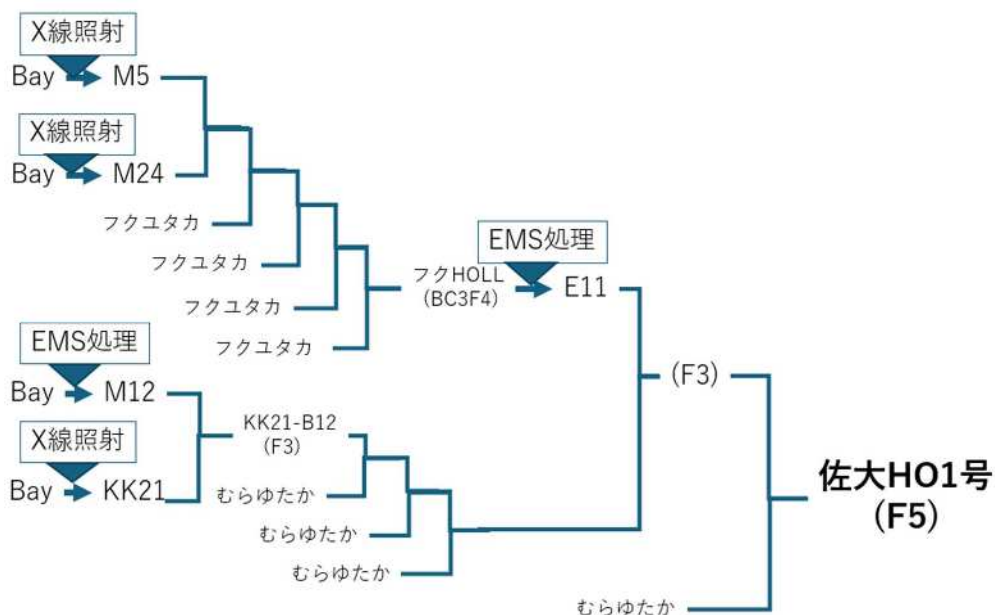 X線照射
Bay M5
X線照射
Bay M24
フクユタカ
フクユタカ
フクユタカ
フクユタカ
フクHOLL
(BC3F4)
EMS処理
E11
EMS処理
Bay M12
X線照射
Bay KK21
KK21-B12
(F3)
むらゆたか
むらゆたか
むらゆたか
(F3)
むらゆたか
佐大HO1号
(F5)